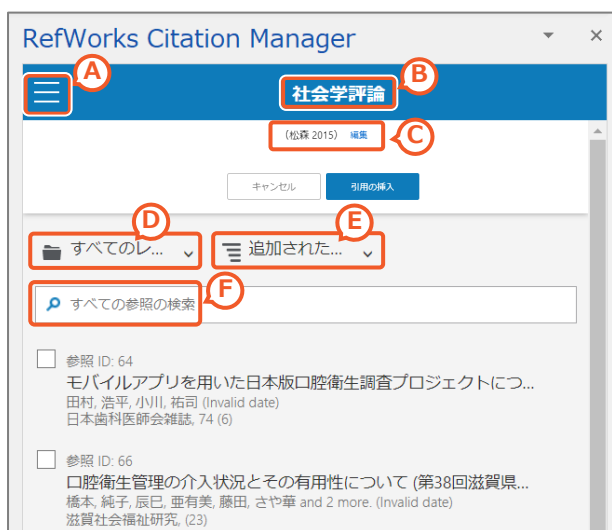 RefWorks Citation Manager
A
社会学評論
B
(松森 2015) 編集
C
キャンセル 引用の挿入
D
E
すべてのレ... 追加された...
F
すべての参照の検索
参照 ID: 64
モバイルアプリを用いた日本版口腔衛生調査プロジェクトにつ...
田村, 浩平, 小川, 祐司 (Invalid date)
日本歯科医師会雑誌, 74 (6)
参照 ID: 66
口腔衛生管理の介入状況とその有用性について (第38回滋賀県...
橋本, 純子, 辰巳, 亜有美, 藤田, さや華 and 2 more. (Invalid date)
滋賀社会福祉研究, (23)